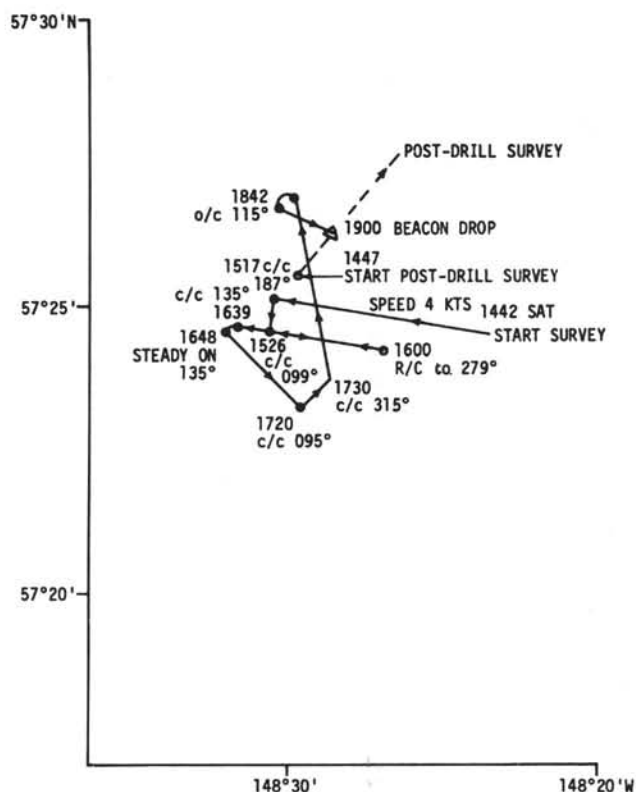 57°30'N
POST-DRILL SURVEY
1842
o/c 115°
1900 BEACON DROP
1447
1517 c/c
187°
START POST-DRILL SURVEY
c/c 135°
57°25'
1639
SPEED 4 KTS
1442 SAT
START SURVEY
1648
STEADY ON
135°
1526
c/c
099°
1600
R/C to 279°
1730
c/c 315°
1720
c/c 095°
57°20'
148°30'
148°20'W